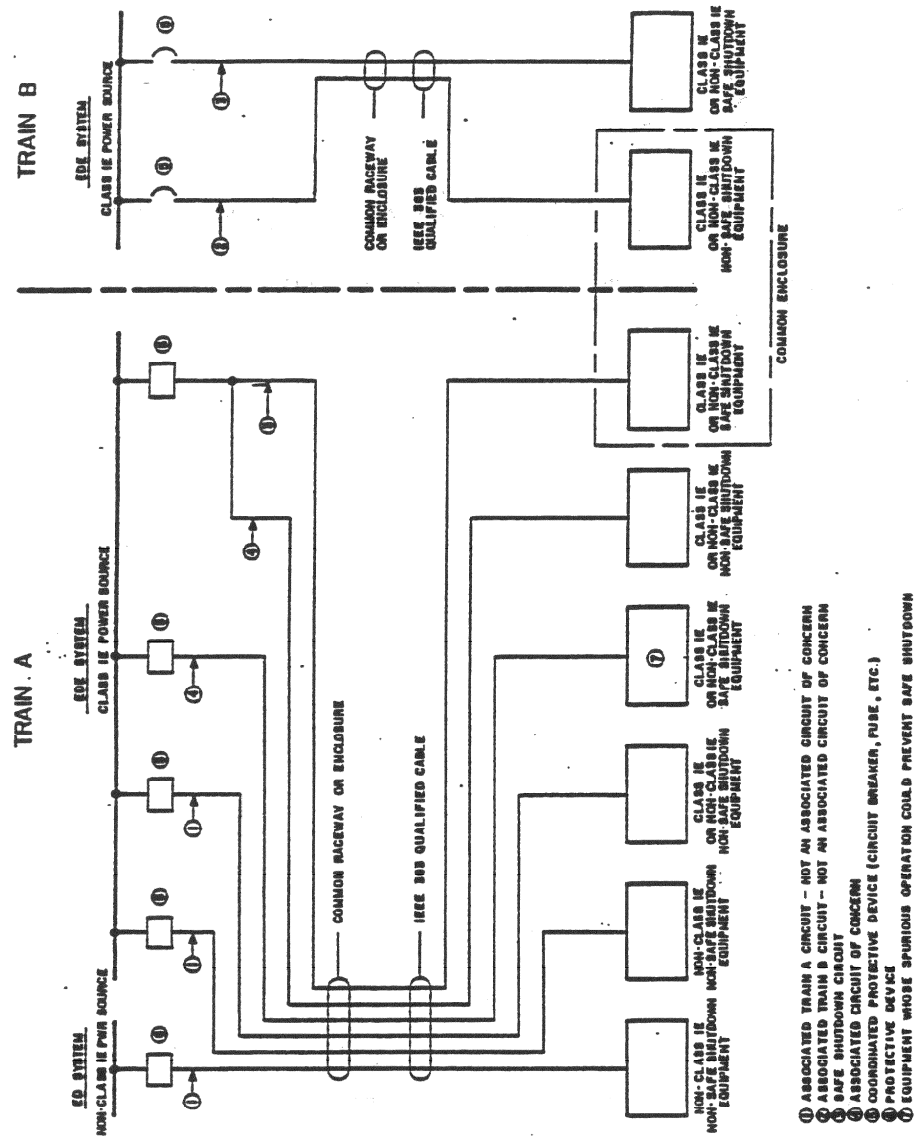 TRAIN. A
TRAIN B
ED SYSTEM
NON-CLASS IE PWR SOURCE
EDE SYSTEM
CLASS IE POWER SOURCE
EDE SYSTEM
CLASS IE POWER SOURCE
COMMON RACEWAY OR ENCLOSURE
IEEE 383 QUALIFIED CABLE
COMMON RACEWAY
OR ENCLOSURE
IEEE 383
QUALIFIED CABLE
NON-CLASS IE
NON-SAFE SHUTDOWN
EQUIPMENT
NON-CLASS IE
NON-SAFE SHUTDOWN
EQUIPMENT
CLASS IE
OR NON-CLASS IE
NON-SAFE SHUTDOWN
EQUIPMENT
⑦
CLASS IE
OR NON-CLASS IE
SAFE SHUTDOWN
EQUIPMENT
CLASS IE
OR NON-CLASS IE
NON-SAFE SHUTDOWN
EQUIPMENT
CLASS IE
OR NON-CLASS IE
SAFE SHUTDOWN
EQUIPMENT
CLASS IE
OR NON-CLASS IE
NON-SAFE SHUTDOWN
EQUIPMENT
CLASS IE
OR NON-CLASS IE
SAFE SHUTDOWN
EQUIPMENT
COMMON ENCLOSURE
① ASSOCIATED TRAIN A CIRCUIT - NOT AN ASSOCIATED CIRCUIT OF CONCERN
② ASSOCIATED TRAIN B CIRCUIT - NOT AN ASSOCIATED CIRCUIT OF CONCERN
③ SAFE SHUTDOWN CIRCUIT
④ ASSOCIATED CIRCUIT OF CONCERN
⑤ COORDINATED PROTECTIVE DEVICE (CIRCUIT BREAKER, FUSE, ETC.)
⑥ PROTECTIVE DEVICE
⑦ EQUIPMENT WHOSE SPURIOUS OPERATION COULD PREVENT SAFE SHUTDOWN